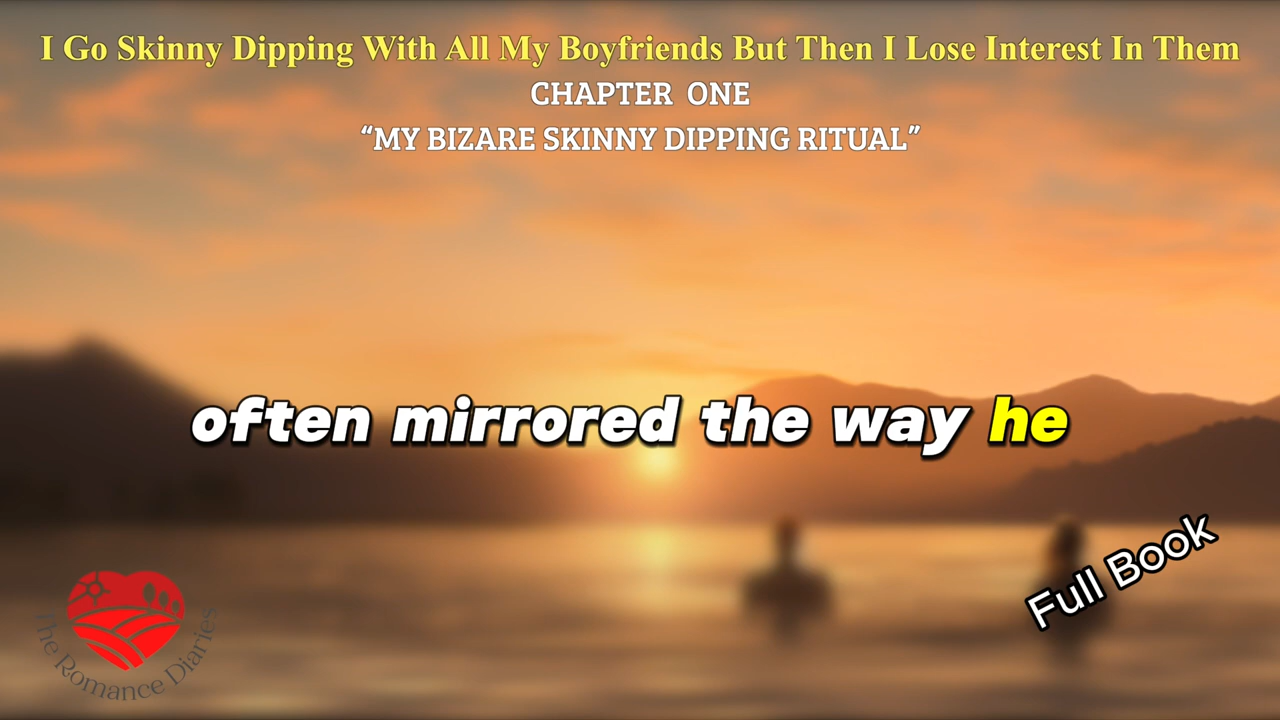 I Go Skinny Dipping With All My Boyfriends But Then I Lose Interest In Them
CHAPTER ONE
“MY BIZARE SKINNY DIPPING RITUAL”
often mirrored the way he
Full Book
The Romance Diaries